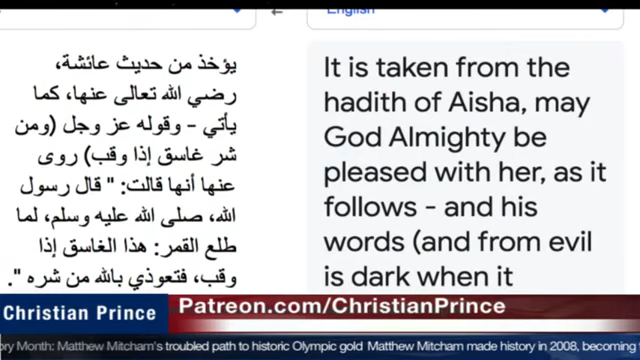 English
يؤخذ من حديث عائشة،
رضي الله تعالى عنها، كما
يأتي - وقوله عز وجل (ومن
شر غاسق إذا وقب) روى
عنها أنها قالت: " قال رسول
الله، صلى الله عليه وسلم، لما
طلع القمر: هذا الغاسق إذا
وقب، فتعوذي بالله من شره ".
It is taken from the
hadith of Aisha, may
God Almighty be
pleased with her, as it
follows - and his
words (and from evil
is dark when it
Christian Prince
Patreon.com/ChristianPrince
ory Month: Matthew Mitcham's troubled path to historic Olympic gold Matthew Mitcham made history in 2008, becoming